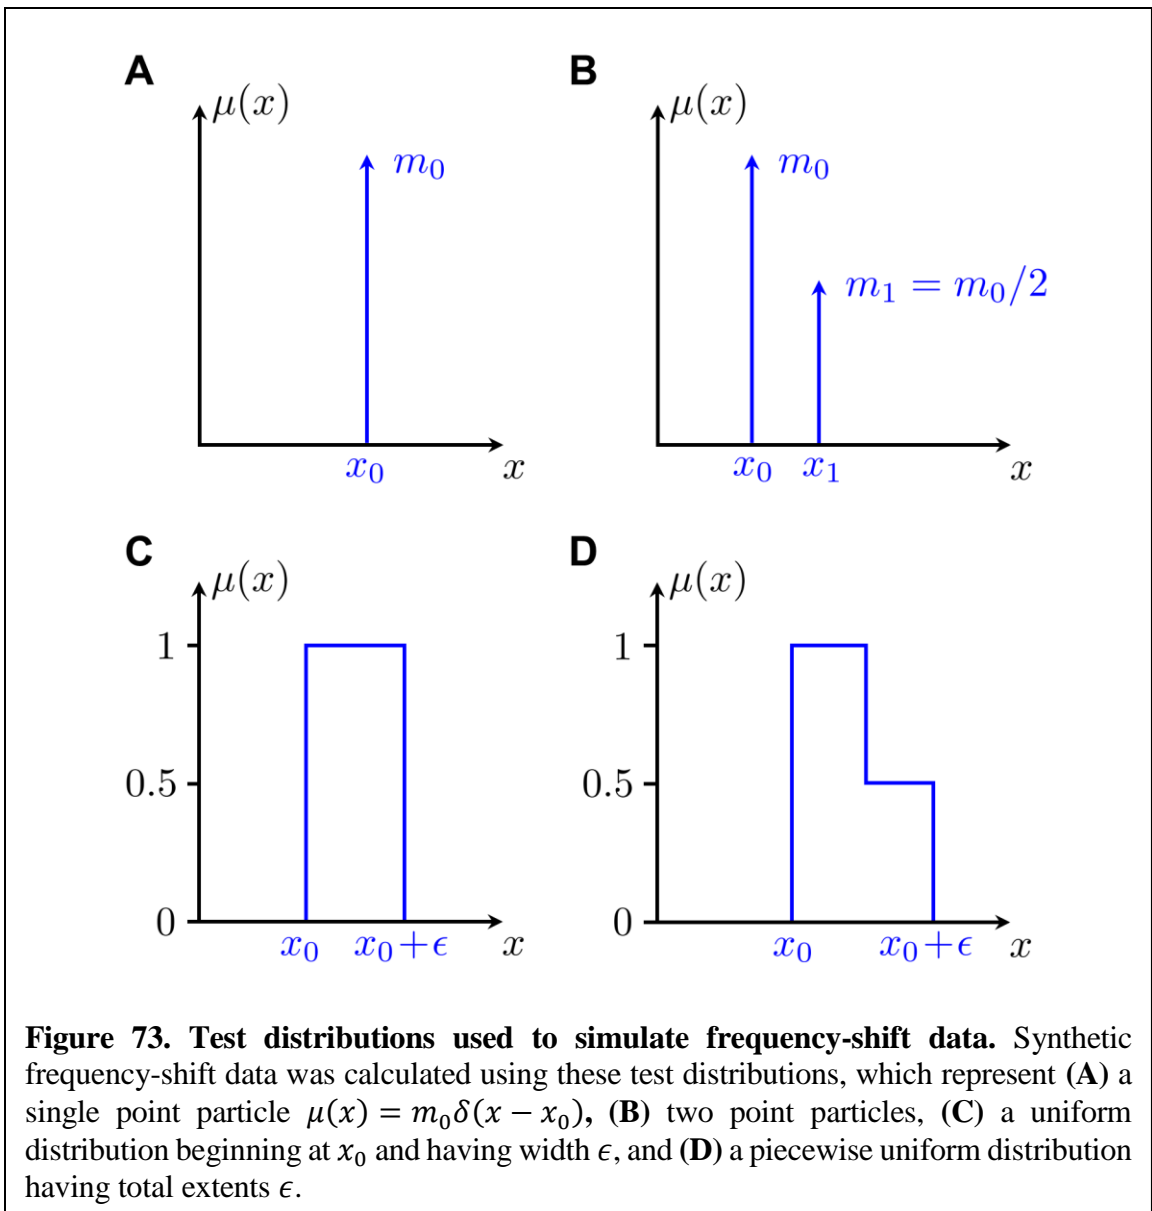 A
μ(x)
m₀
x₀
x
B
μ(x)
m₀
m₁ = m₀/2
x₀ x₁
x
C
μ(x)
1
0.5
0
x₀ x₀+ϵ x
D
μ(x)
1
0.5
0
x₀ x₀+ϵ x
Figure 73. Test distributions used to simulate frequency-shift data. Synthetic
frequency-shift data was calculated using these test distributions, which represent (A) a
single point particle 𝜇(𝑥) = 𝑚₀𝛿(𝑥 − 𝑥₀), (B) two point particles, (C) a uniform
distribution beginning at 𝑥₀ and having width 𝜖, and (D) a piecewise uniform distribution
having total extents 𝜖.